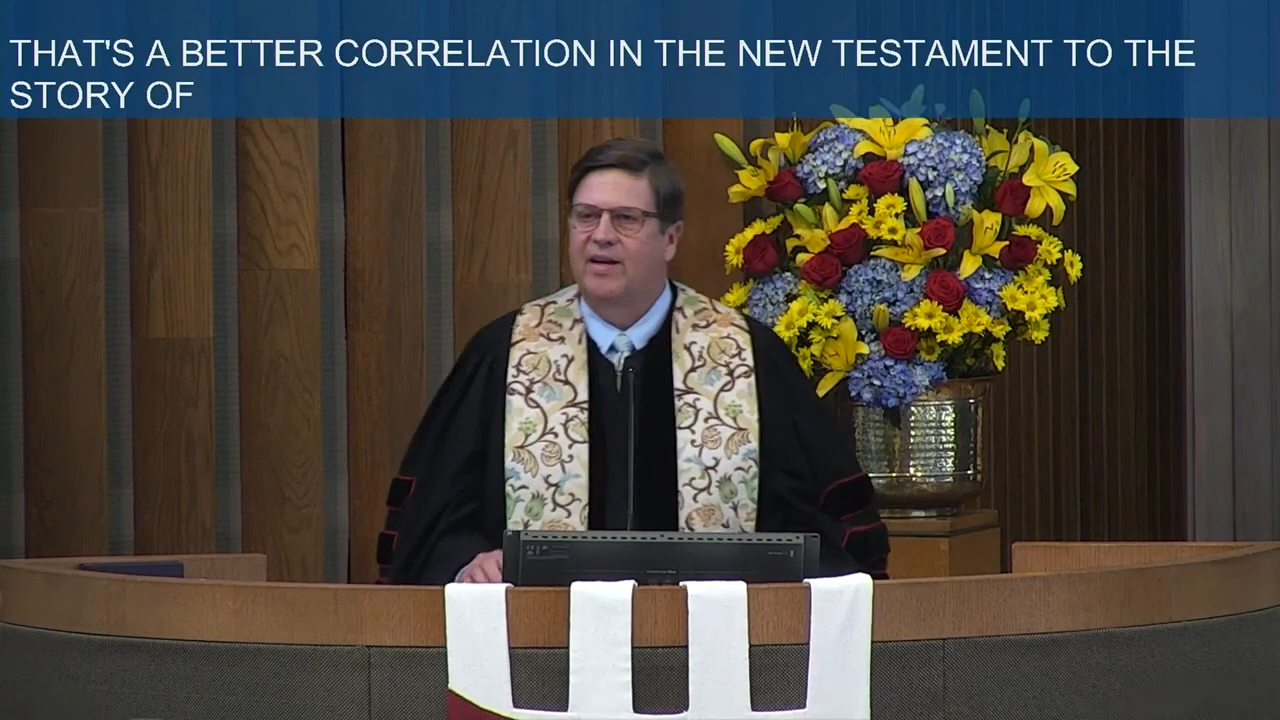 THAT'S A BETTER CORRELATION IN THE NEW TESTAMENT TO THE
STORY OF